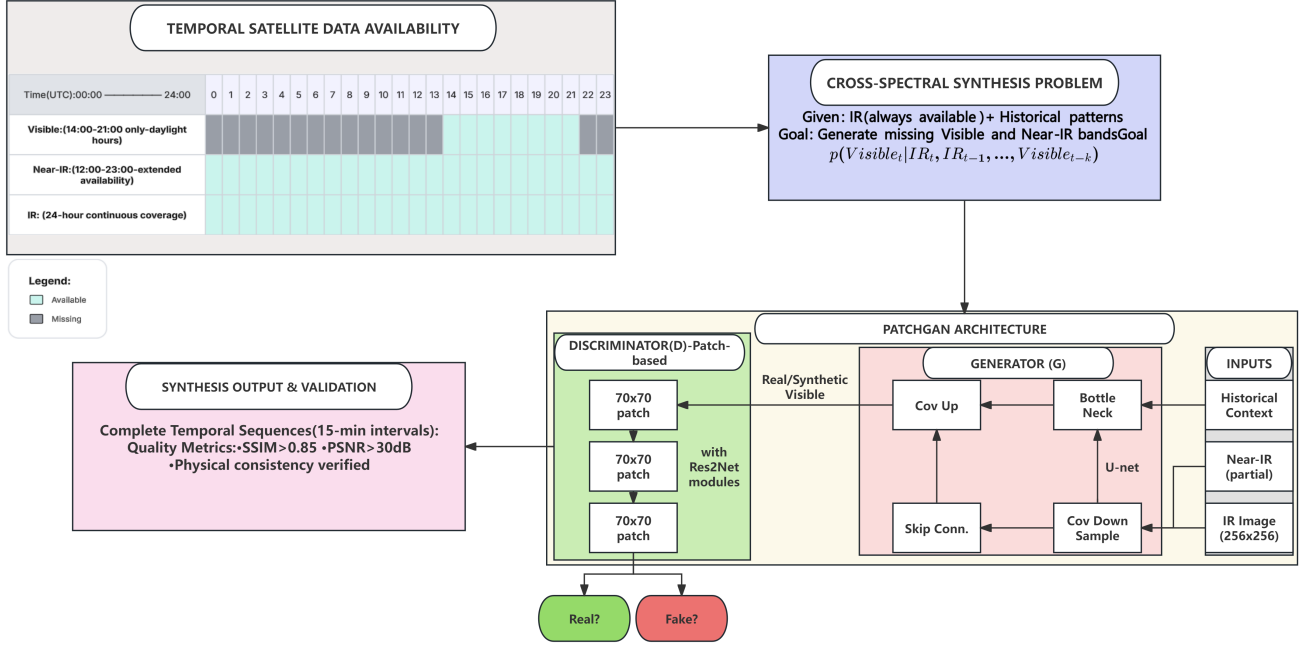 TEMPORAL SATELLITE DATA AVAILABILITY
Time(UTC):00:00 ———— 24:00 0 1 2 3 4 5 6 7 8 9 10 11 12 13 14 15 16 17 18 19 20 21 22 23
Visible:(14:00-21:00 only-daylight
hours)
Near-IR:(12:00-23:00-extended
availability)
IR: (24-hour continuous coverage)
Legend:
Available
Missing
CROSS-SPECTRAL SYNTHESIS PROBLEM
Given: IR(always available)+ Historical patterns
Goal: Generate missing Visible and Near-IR bandsGoal
p(Visible_t|IR_t, IR_{t-1}, ..., Visible_{t-k})
PATCHGAN ARCHITECTURE
DISCRIMINATOR(D)-Patch-
based
70x70
patch
70x70
patch
70x70
patch
with
Res2Net
modules
Real/Synthetic
Visible
GENERATOR (G)
Cov Up
Bottle
Neck
U-net
Skip Conn.
Cov Down
Sample
INPUTS
Historical
Context
Near-IR
(partial)
IR Image
(256x256)
Real?
Fake?
SYNTHESIS OUTPUT & VALIDATION
Complete Temporal Sequences(15-min intervals):
Quality Metrics:•SSIM>0.85 •PSNR>30dB
•Physical consistency verified